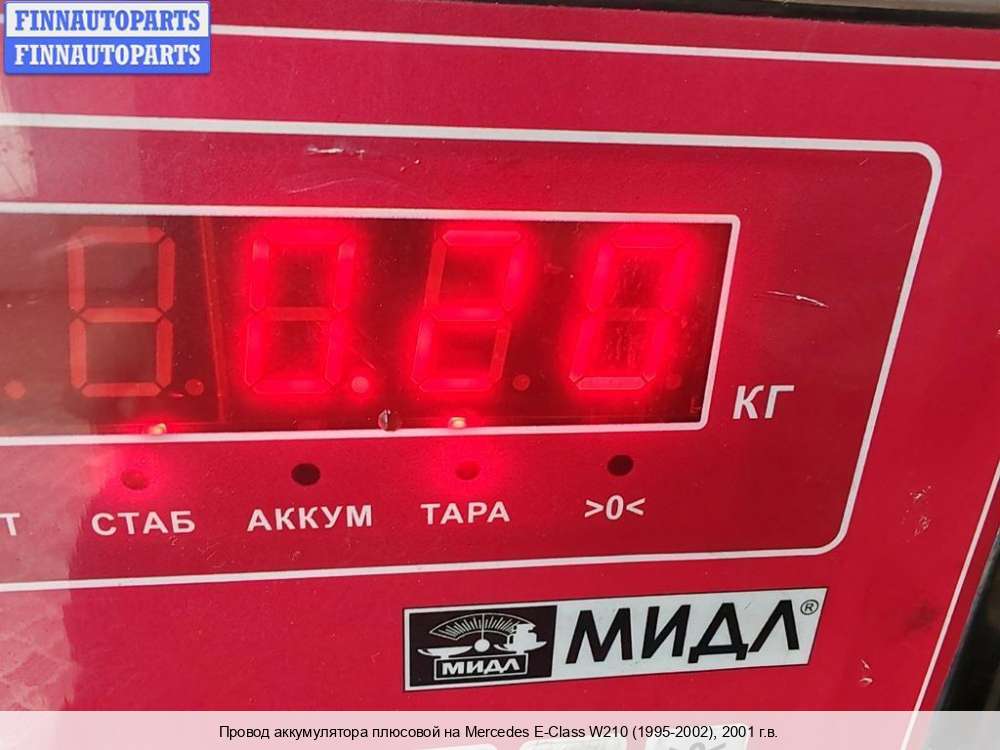 FINNAUTOPARTS
FINNAUTOPARTS
0.20
КГ
Т СТАБ АККУМ ТАРА >0<
МИДЛ МИДЛ®
Провод аккумулятора плюсовой на Mercedes E-Class W210 (1995-2002), 2001 г.в.